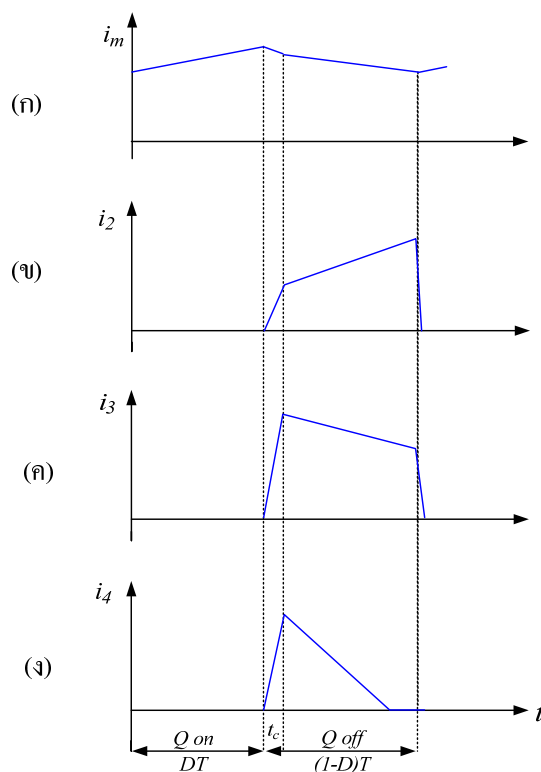 i_m
(ก)
i_2
(ข)
i_3
(ค)
i_4
(ง)
t
Q on t_c Q off
DT (1-D)T